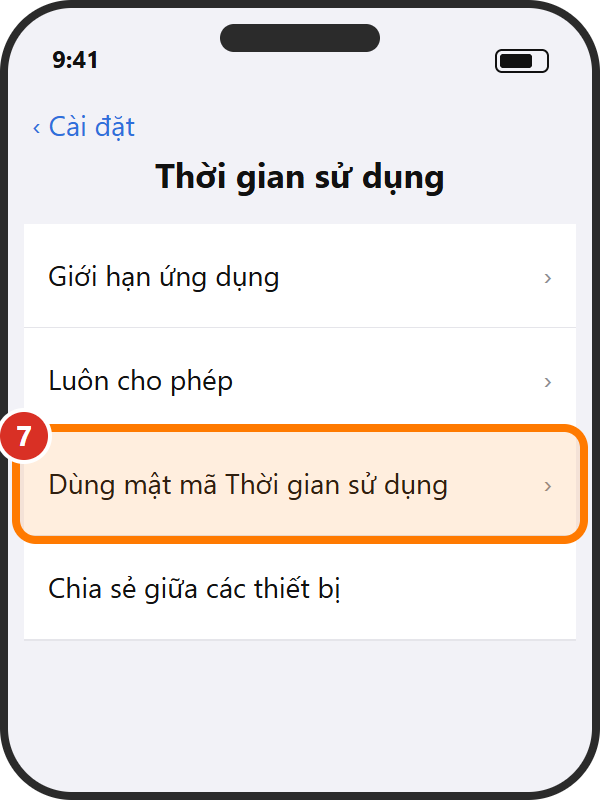 9:41
‹ Cài đặt
Thời gian sử dụng
Giới hạn ứng dụng ›
Luôn cho phép ›
7
Dùng mật mã Thời gian sử dụng ›
Chia sẻ giữa các thiết bị